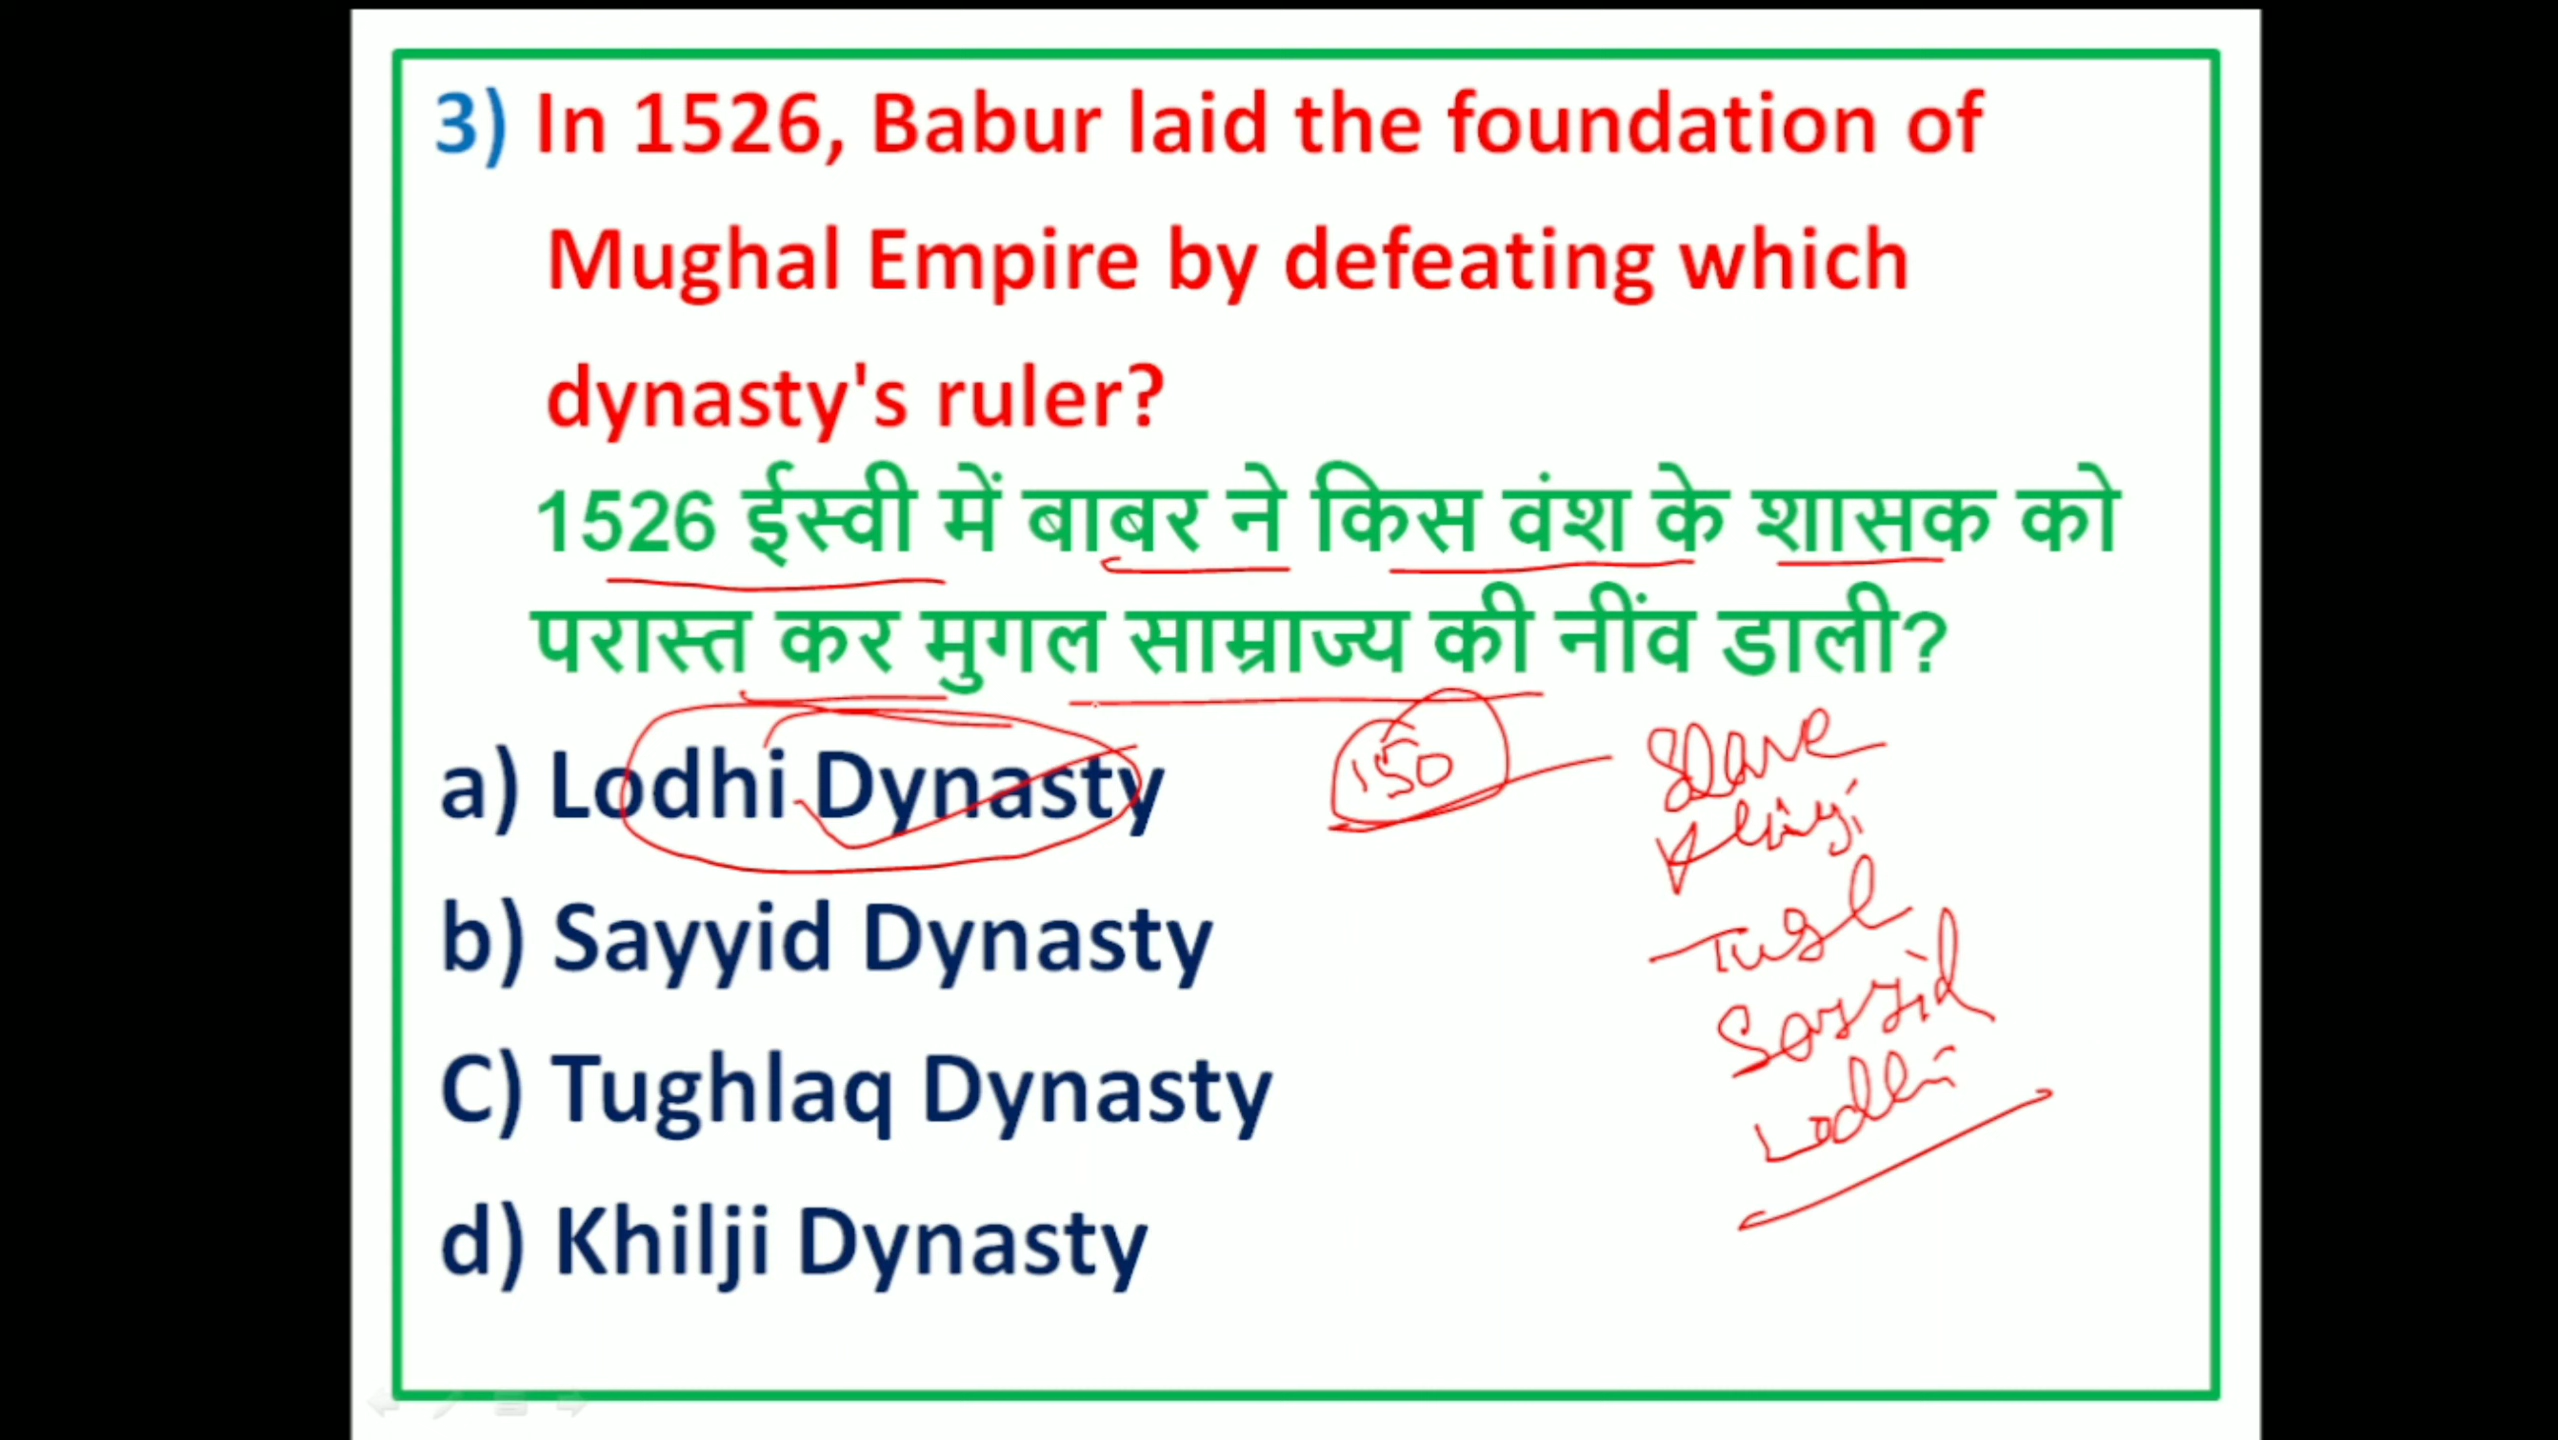 3) In 1526, Babur laid the foundation of
Mughal Empire by defeating which
dynasty's ruler?
1526 ईस्वी में बाबर ने किस वंश के शासक को
परास्त कर मुगल साम्राज्य की नींव डाली?
a) Lodhi Dynasty
150
Slave
b) Sayyid Dynasty
Tugl
Sayyid
C) Tughlaq Dynasty
Lodhi
d) Khilji Dynasty